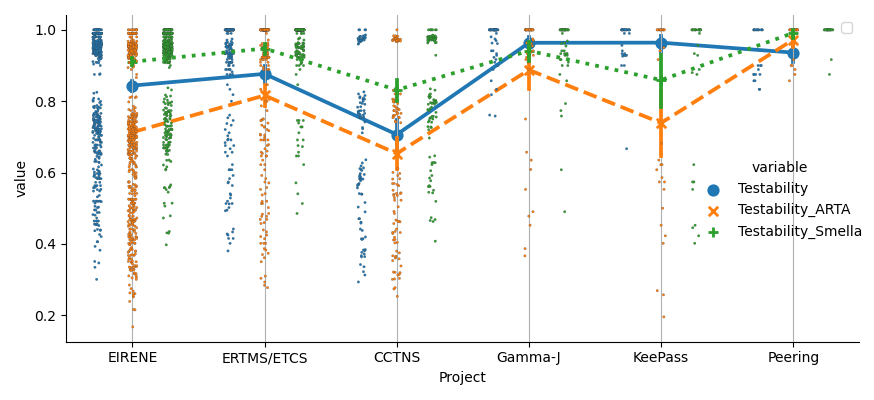 1.0
0.8
0.6
0.4
0.2
value
EIRENE
ERTMS/ETCS
CCTNS
Gamma-J
KeePass
Peering
Project
variable
Testability
Testability_ARTA
Testability_Smella